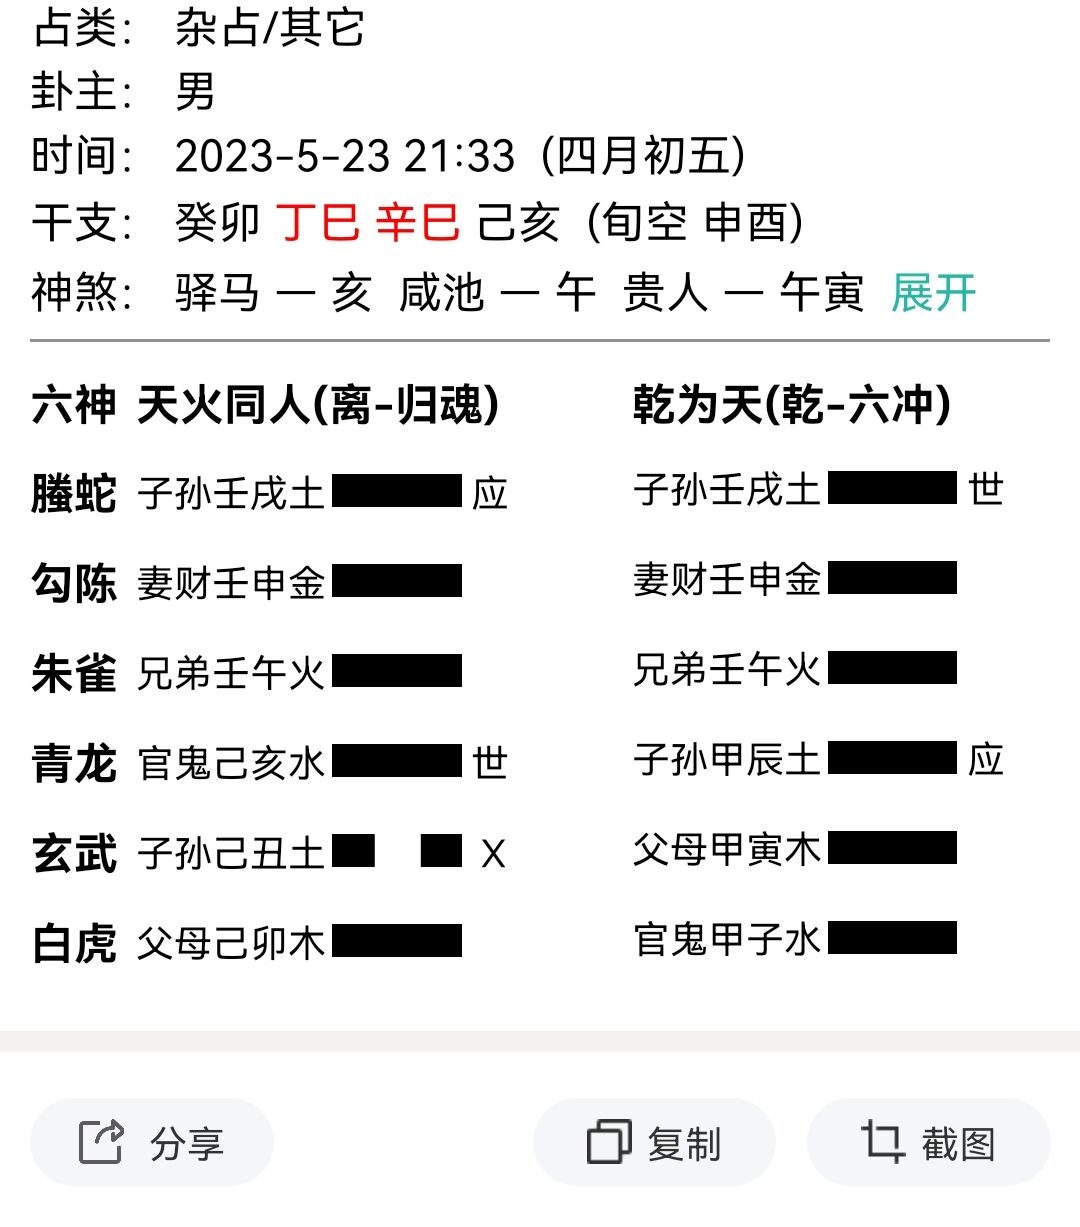 占类： 杂占/其它
卦主： 男
时间： 2023-5-23 21:33 (四月初五)
干支： 癸卯 丁巳 辛巳 己亥 (旬空 申酉)
神煞： 驿马 一 亥 咸池 一 午 贵人 一 午寅 展开
六神 天火同人(离-归魂) 乾为天(乾-六冲)
螣蛇 子孙壬戌土 应 子孙壬戌土 世
勾陈 妻财壬申金 妻财壬申金
朱雀 兄弟壬午火 兄弟壬午火
青龙 官鬼己亥水 世 子孙甲辰土 应
玄武 子孙己丑土 X 父母甲寅木
白虎 父母己卯木 官鬼甲子水
分享 复制 截图